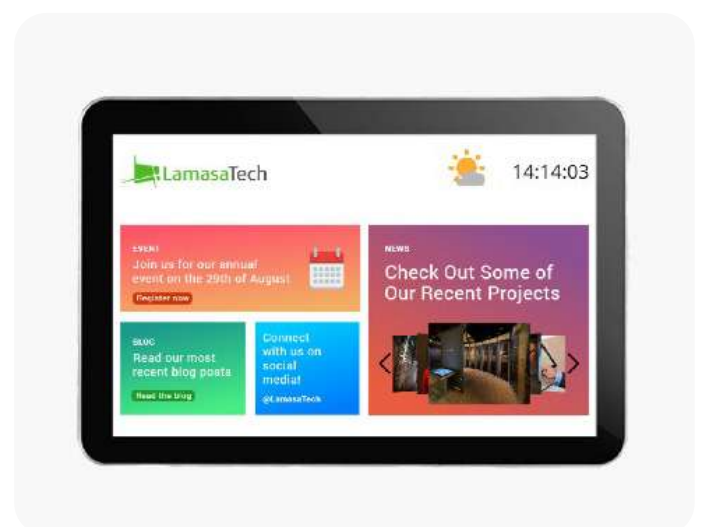 LamasaTech
14:14:03
EVENT
Join us for our annual
event on the 29th of August
Register now
NEWS
Check Out Some of
Our Recent Projects
BLOG
Read our most
recent blog posts
Read the blog
Connect
with us on
social
media!
@LamasaTech